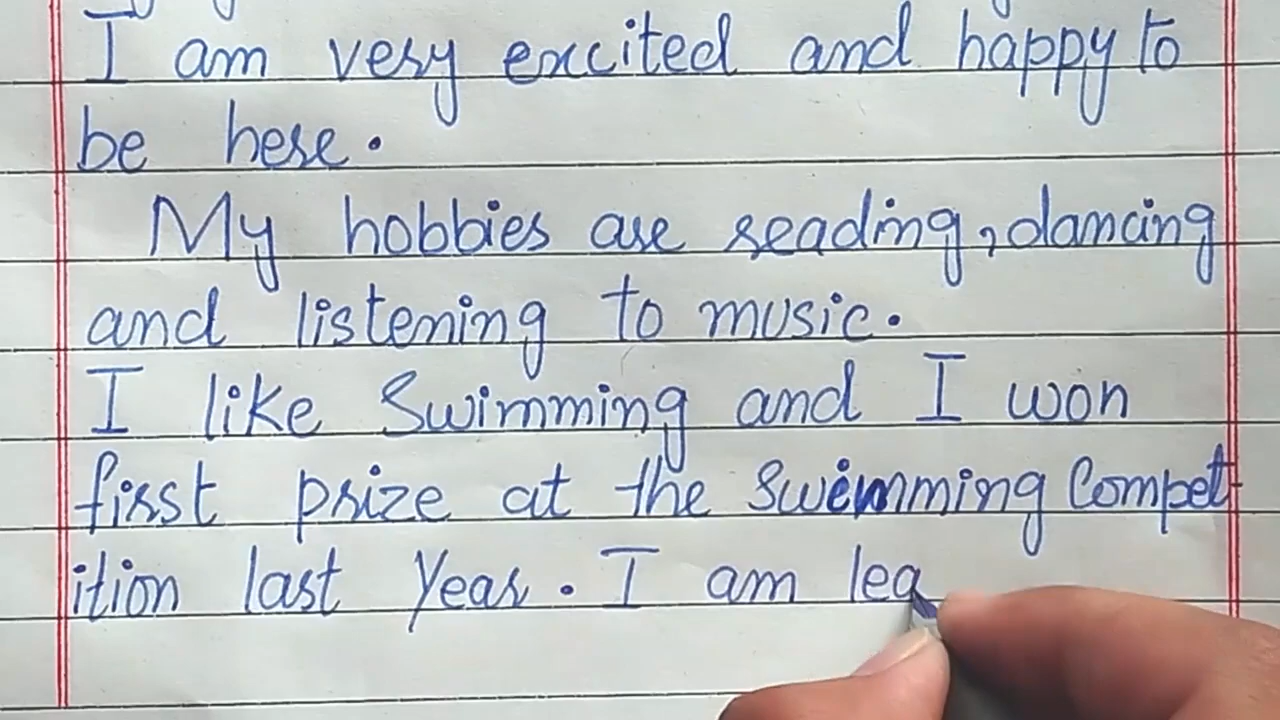 I am very excited and happy to
be here.
My hobbies are reading, dancing
and listening to music.
I like Swimming and I won
first prize at the Swimming Compet
ition last Year. I am lea